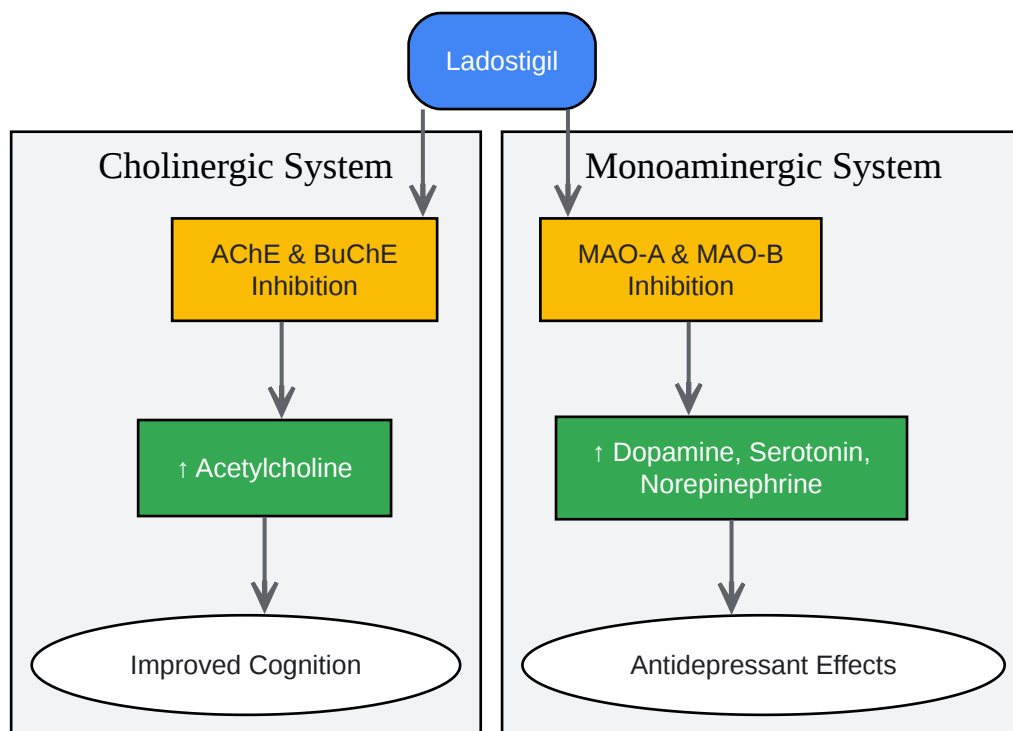 Ladostigil
Cholinergic System
AChE & BuChE
Inhibition
↑ Acetylcholine
Improved Cognition
Monoaminergic System
MAO-A & MAO-B
Inhibition
↑ Dopamine, Serotonin,
Norepinephrine
Antidepressant Effects